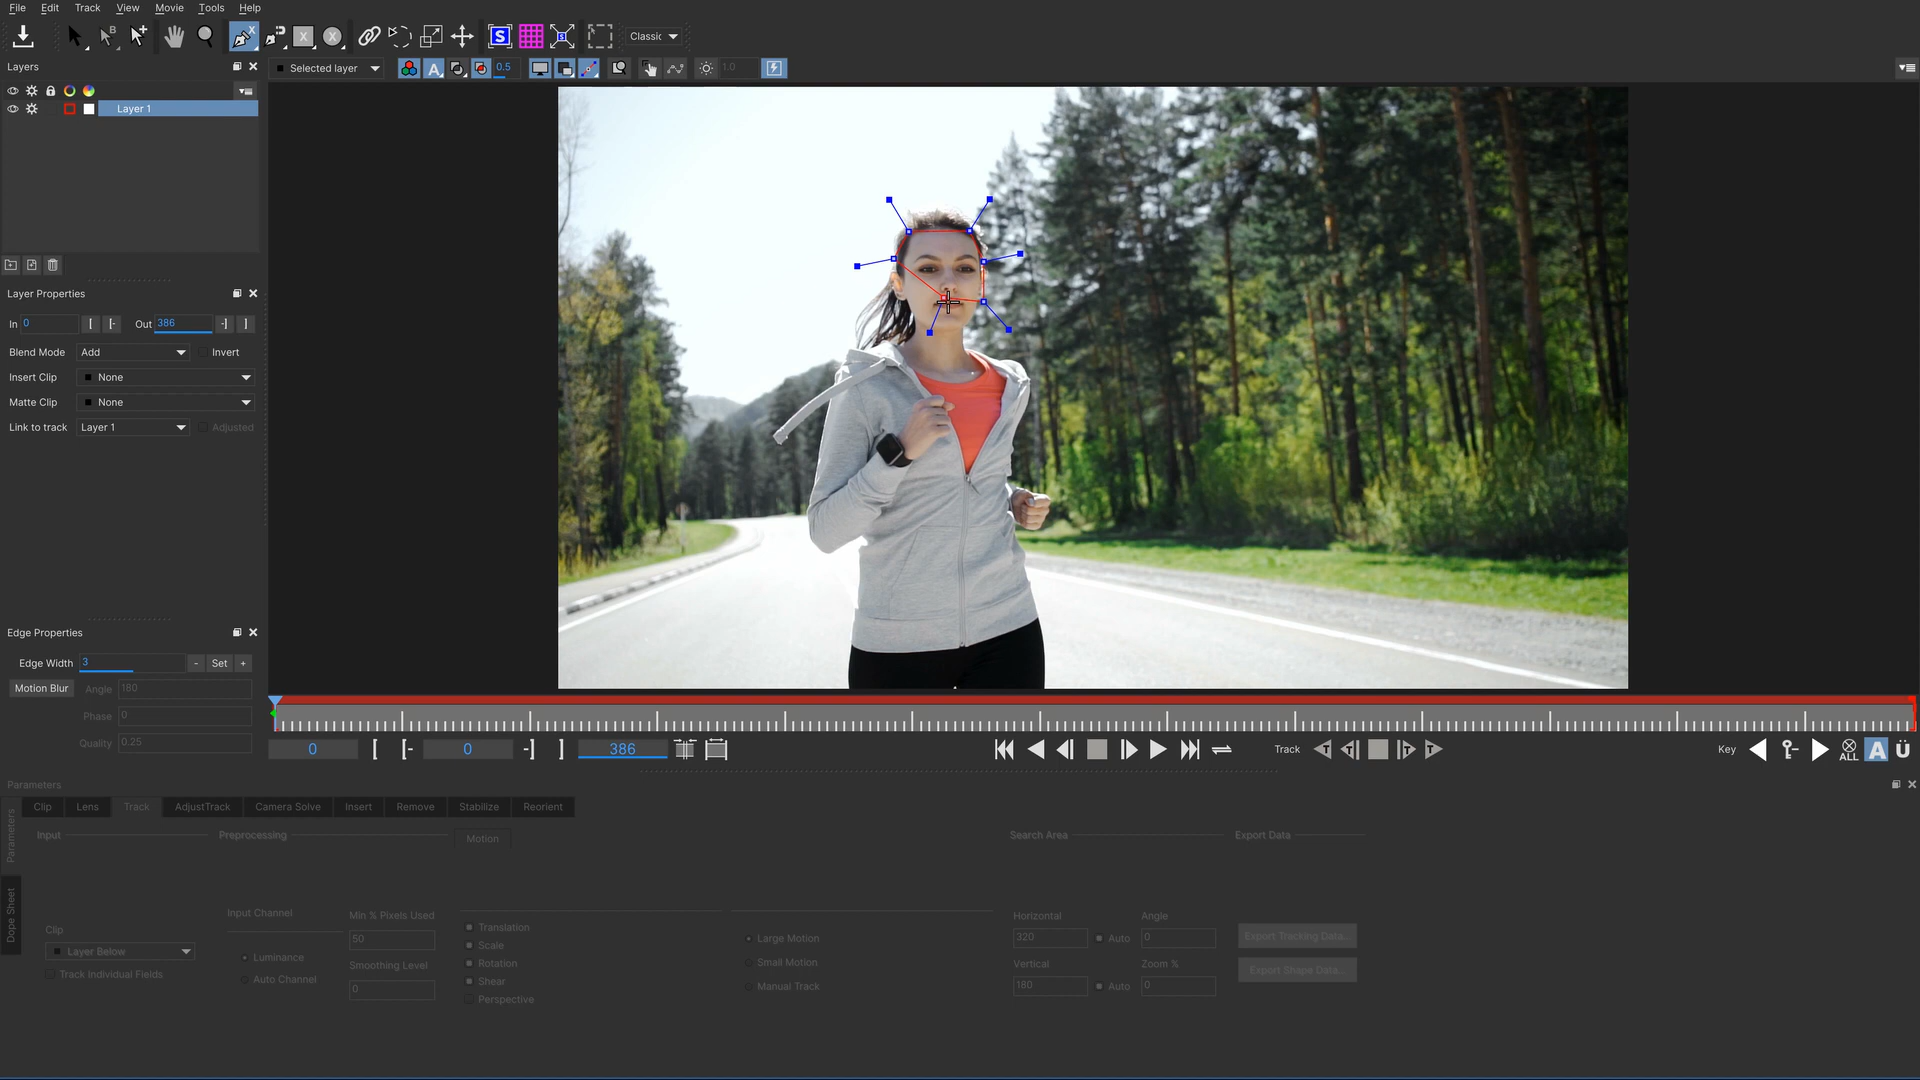 File Edit Track View Movie Tools Help
B X X X S S Classic
Layers
Selected layer A 0.5 1.0
Layer 1
Layer Properties
In 0 [ [- Out 386 -] ]
Blend Mode Add Invert
Insert Clip None
Matte Clip None
Link to track Layer 1 Adjusted
Edge Properties
Edge Width 3 - Set +
Motion Blur Angle 180
Phase 0
Quality 0.25
0 [ [- 0 -] ] 386 Track T T T T Key ALL A Ü
Parameters
Clip Lens Track AdjustTrack Camera Solve Insert Remove Stabilize Reorient
Parameters
Dope Sheet
Input Preprocessing Motion Search Area Export Data
Input Channel Min % Pixels Used Horizontal Angle
Clip 50 Translation Large Motion 320 Auto 0 Export Tracking Data...
Layer Below Luminance Smoothing Level Scale Small Motion Vertical Zoom %
Track Individual Fields Auto Channel 0 Rotation Manual Track 180 Auto 0 Export Shape Data...
Shear
Perspective